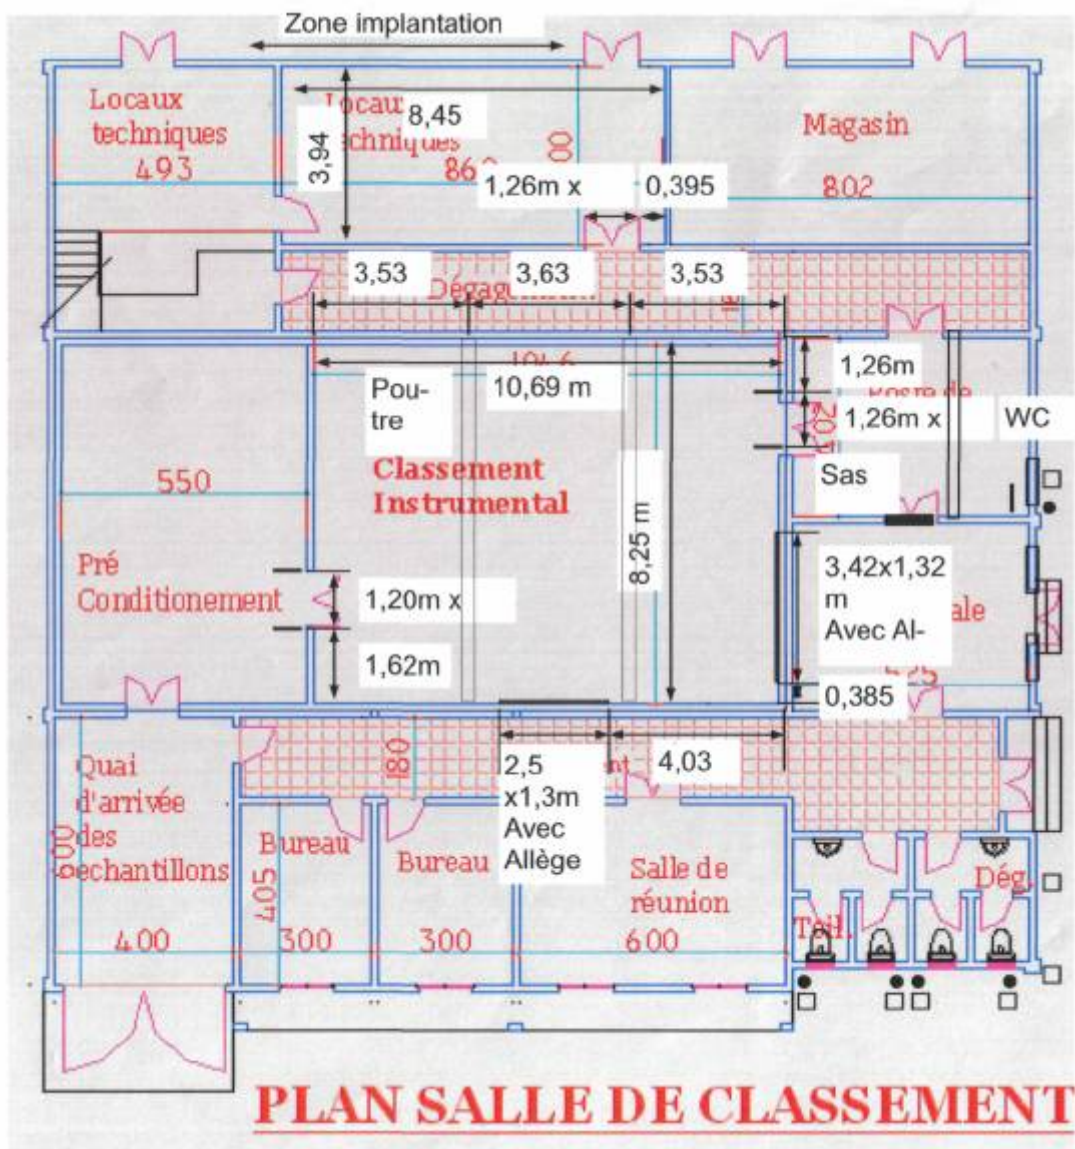 Zone implantation
Locaux
techniques
493
8,45
3,94
Magasin
802
1,26m x
0,395
3,53
3,63
3,53
10,69 m
Pou-
tre
1,26m
1,26m x
WC
Sas
Classement
Instrumental
8,25 m
550
Pré
Conditionement
1,20m x
1,62m
3,42x1,32
m
Avec Al-
0,385
180
2,5
x1,3m
Avec
Allège
4,03
Quai
d'arrivée
des
echantillons
600
400
Bureau
405
300
Bureau
300
Salle de
réunion
600
Dég.
PLAN SALLE DE CLASSEMENT